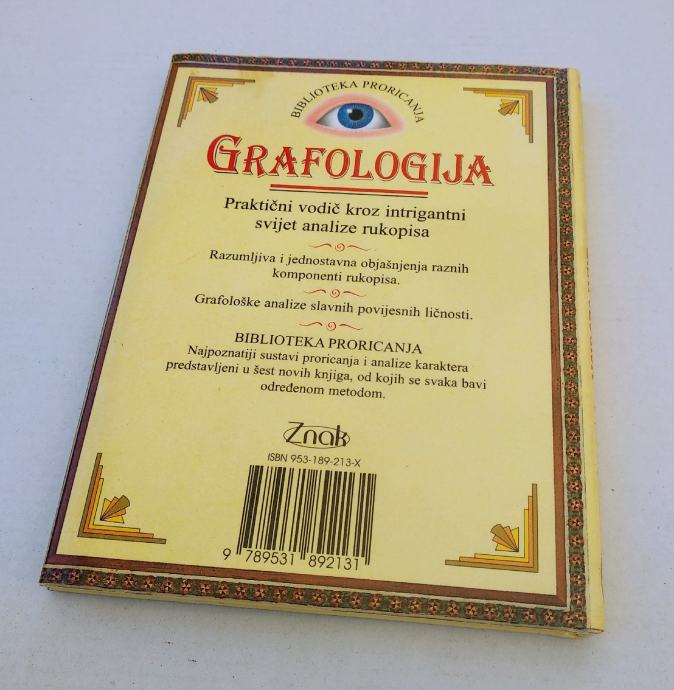 BIBLIOTEKA PRORICANJA
GRAFOLOGIJA
Praktični vodič kroz intrigantni
svijet analize rukopisa
Razumljiva i jednostavna objašnjenja raznih
komponenti rukopisa.
Grafološke analize slavnih povijesnih ličnosti.
BIBLIOTEKA PRORICANJA
Najpoznatiji sustavi proricanja i analize karaktera
predstavljeni u šest novih knjiga, od kojih se svaka bavi
određenom metodom.
Znak
ISBN 953-189-213-X
9 789531 892131